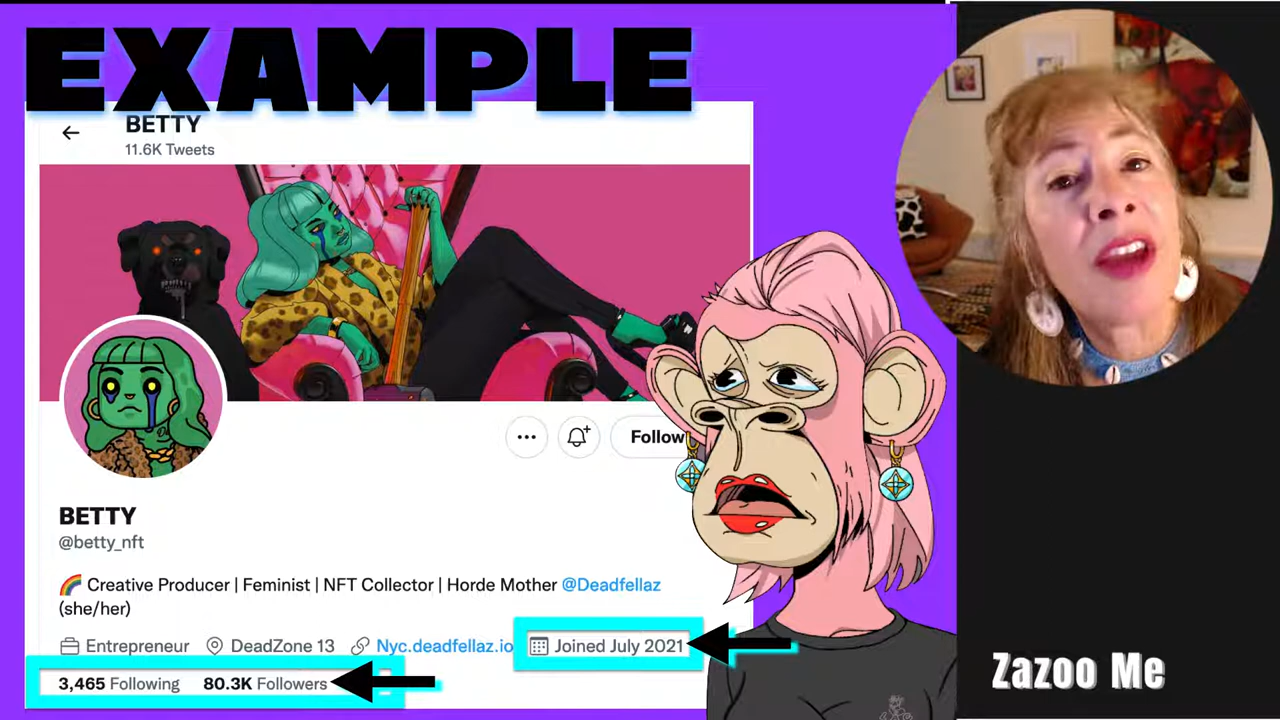 EXAMPLE
BETTY
11.6K Tweets
Follow
BETTY
@betty_nft
🌈 Creative Producer | Feminist | NFT Collector | Horde Mother @Deadfellaz
(she/her)
Entrepreneur DeadZone 13 Nyc.deadfellaz.io Joined July 2021
3,465 Following 80.3K Followers
Zazoo Me